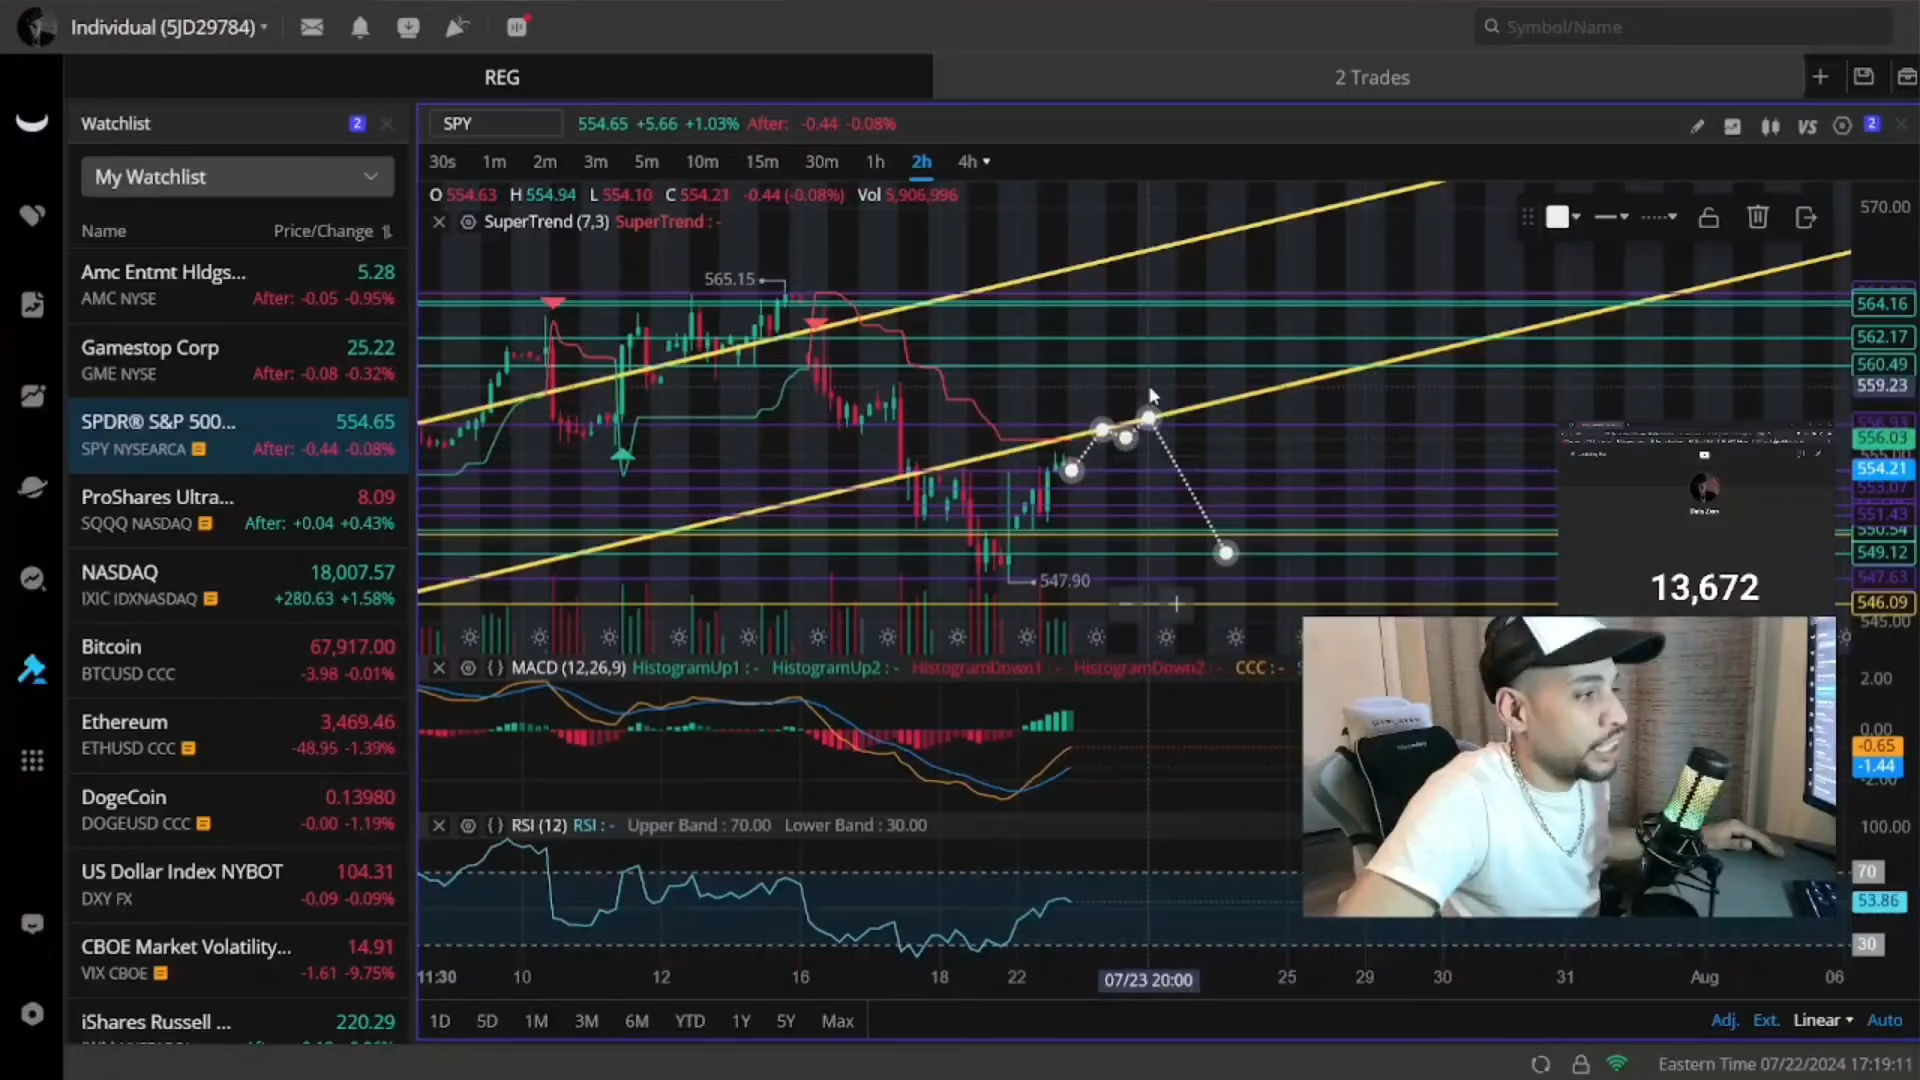 Individual (5JD29784)
Symbol/Name
REG
2 Trades
Watchlist
2
My Watchlist
Name
Price/Change
Amc Entmt Hldgs...
5.28
AMC NYSE
After: -0.05 -0.95%
Gamestop Corp
25.22
GME NYSE
After: -0.08 -0.32%
SPDR® S&P 500...
554.65
SPY NYSEARCA
After: -0.44 -0.08%
ProShares Ultra...
8.09
SQQQ NASDAQ
After: +0.04 +0.43%
NASDAQ
18,007.57
IXIC IDXNASDAQ
+280.63 +1.58%
Bitcoin
67,917.00
BTCUSD CCC
-3.98 -0.01%
Ethereum
3,469.46
ETHUSD CCC
-48.95 -1.39%
DogeCoin
0.13980
DOGEUSD CCC
-0.00 -1.19%
US Dollar Index NYBOT
104.31
DXY FX
-0.09 -0.09%
CBOE Market Volatility...
14.91
VIX CBOE
-1.61 -9.75%
iShares Russell ...
220.29
SPY
554.65 +5.66 +1.03% After: -0.44 -0.08%
VS
2
30s 1m 2m 3m 5m 10m 15m 30m 1h 2h 4h
O 554.63 H 554.94 L 554.10 C 554.21 -0.44 (-0.08%) Vol 5,906,996
SuperTrend (7,3) SuperTrend : -
565.15
547.90
570.00
564.16
562.17
560.49
559.23
556.03
554.21
553.07
551.43
550.54
549.12
547.63
546.09
545.00
13,672
MACD (12,26,9) HistogramUp1 : - HistogramUp2 : - HistogramDown1 : - HistogramDown2 : - CCC : -
2.00
0.00
-0.65
-1.44
RSI (12) RSI : - Upper Band : 70.00 Lower Band : 30.00
100.00
70
53.86
30
11:30 10 12 16 18 22 07/23 20:00 25 29 30 31 Aug 06
1D 5D 1M 3M 6M YTD 1Y 5Y Max
Adj. Ext. Linear Auto
Eastern Time 07/22/2024 17:19:11